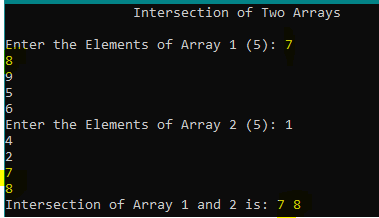 Intersection of Two Arrays
Enter the Elements of Array 1 (5): 7
8
9
5
6
Enter the Elements of Array 2 (5): 1
4
2
7
8
Intersection of Array 1 and 2 is: 7 8